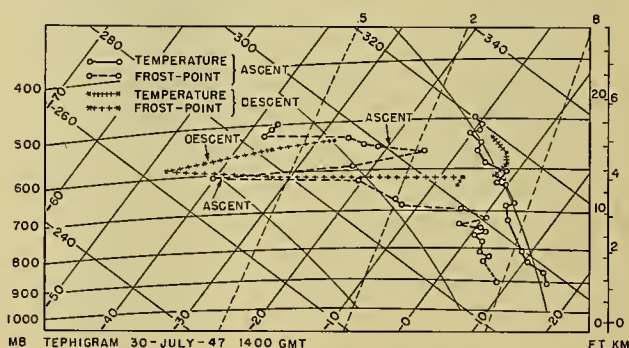 .5 2 8
280 300 320 340
TEMPERATURE
FROST-POINT
ASCENT
TEMPERATURE
FROST-POINT
DESCENT
400
500
600
700
800
900
1000
-70
-260
-60
-240
-50
-40
-30
-20
-10
-0
-10
-20
ASCENT
DESCENT
ASCENT
20
10
0
6
4
2
0
MB TEPHIGRAM 30-JULY-47 1400 GMT FT KM